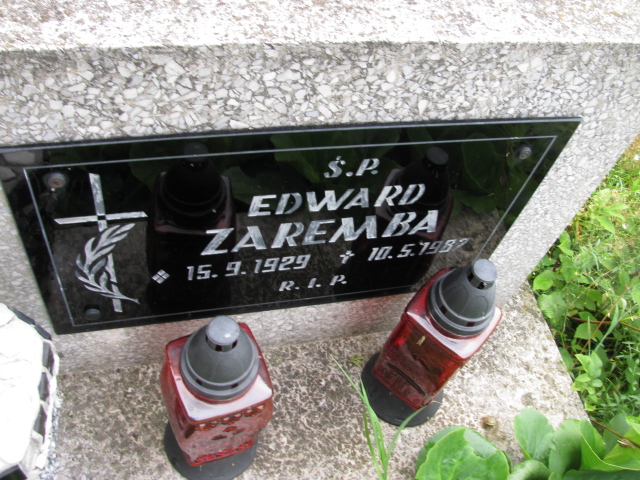 Ś.P.
EDWARD
ZAREMBA
15.9.1929 † 10.5.1987
R.I.P.